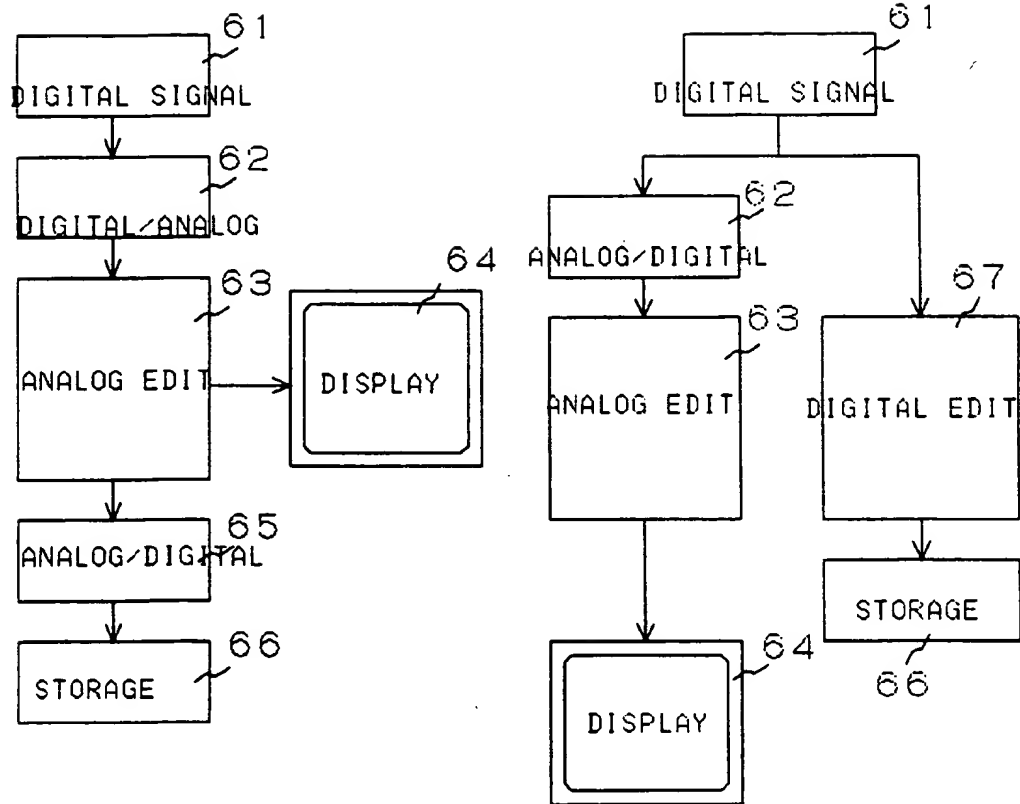 61
DIGITAL SIGNAL
62
DIGITAL/ANALOG
63
ANALOG EDIT
64
DISPLAY
65
ANALOG/DIGITAL
66
STORAGE
61
DIGITAL SIGNAL
62
ANALOG/DIGITAL
63
ANALOG EDIT
67
DIGITAL EDIT
STORAGE
66
64
DISPLAY